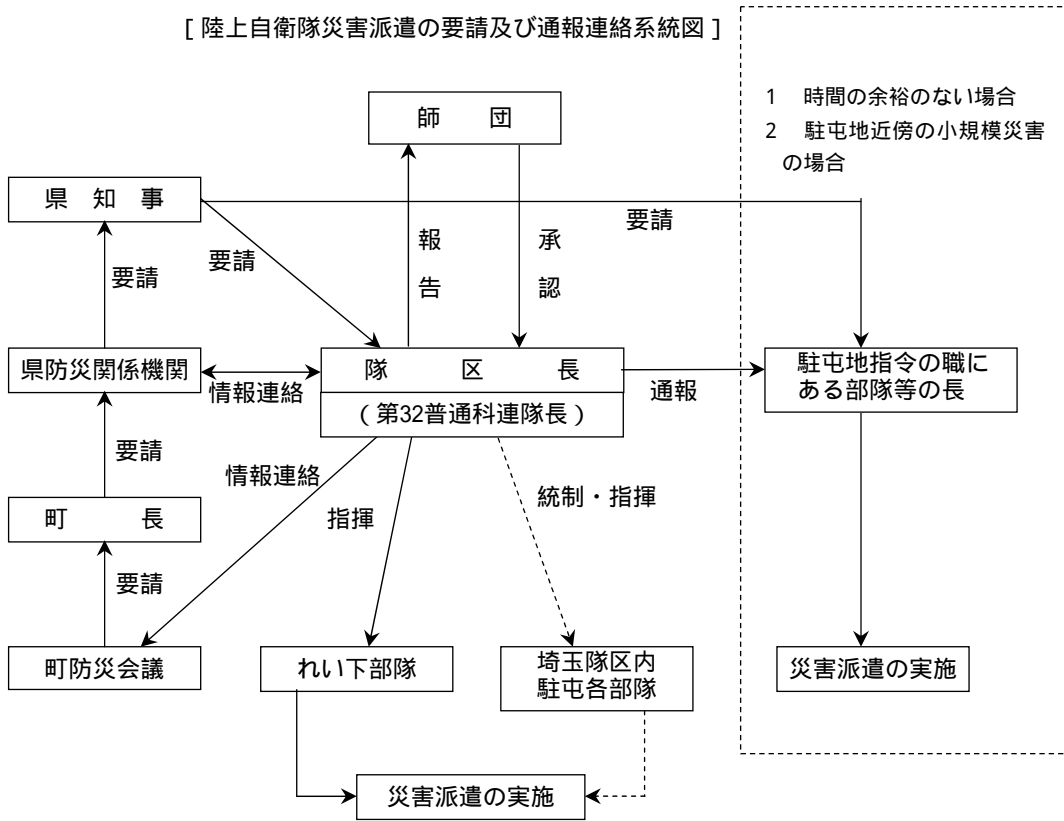 [ 陸上自衛隊災害派遣の要請及び通報連絡系統図 ]
1 時間の余裕のない場合
2 駐屯地近傍の小規模災害
の場合
師 団
県 知 事
要請
報告
承認
要請
要請
県防災関係機関
情報連絡
隊 区 長
(第32普通科連隊長)
通報
駐屯地指令の職に
ある部隊等の長
要請
情報連絡
指揮
統制・指揮
町 長
要請
町防災会議
れい下部隊
埼玉隊区内
駐屯各部隊
災害派遣の実施
災害派遣の実施